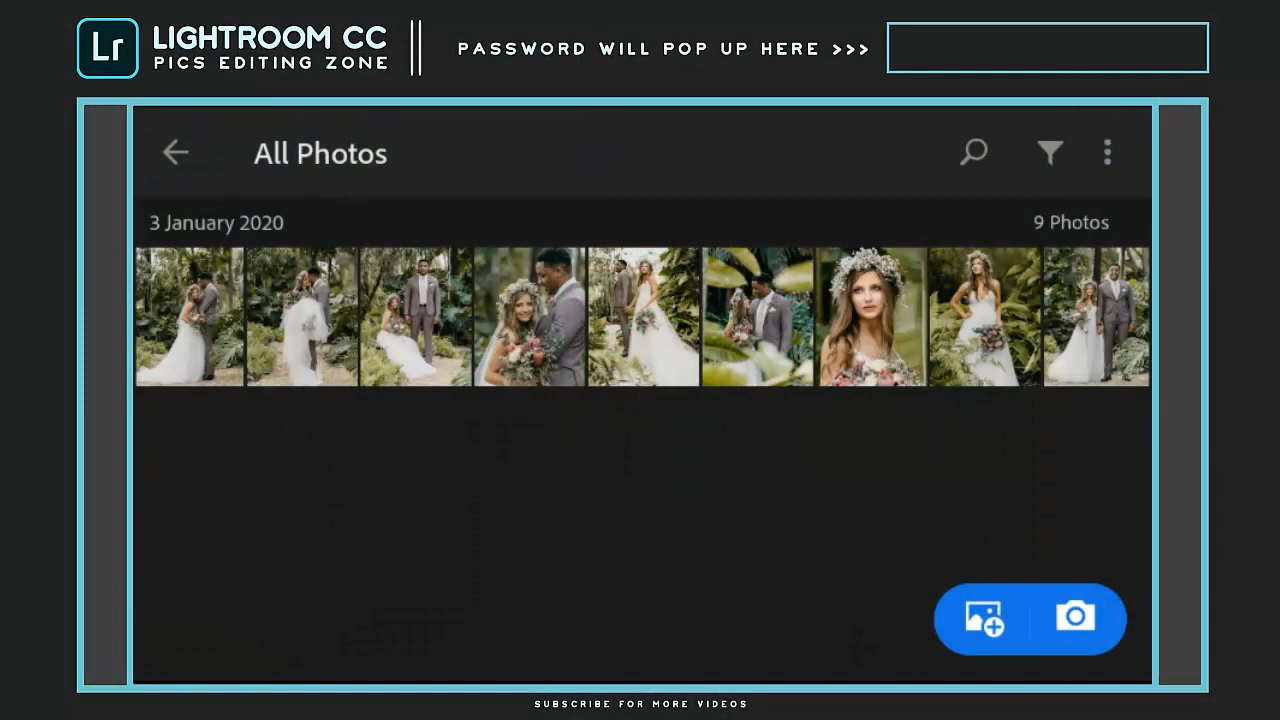 Lr
LIGHTROOM CC
PICS EDITING ZONE
PASSWORD WILL POP UP HERE >>>
All Photos
3 January 2020
9 Photos
SUBSCRIBE FOR MORE VIDEOS